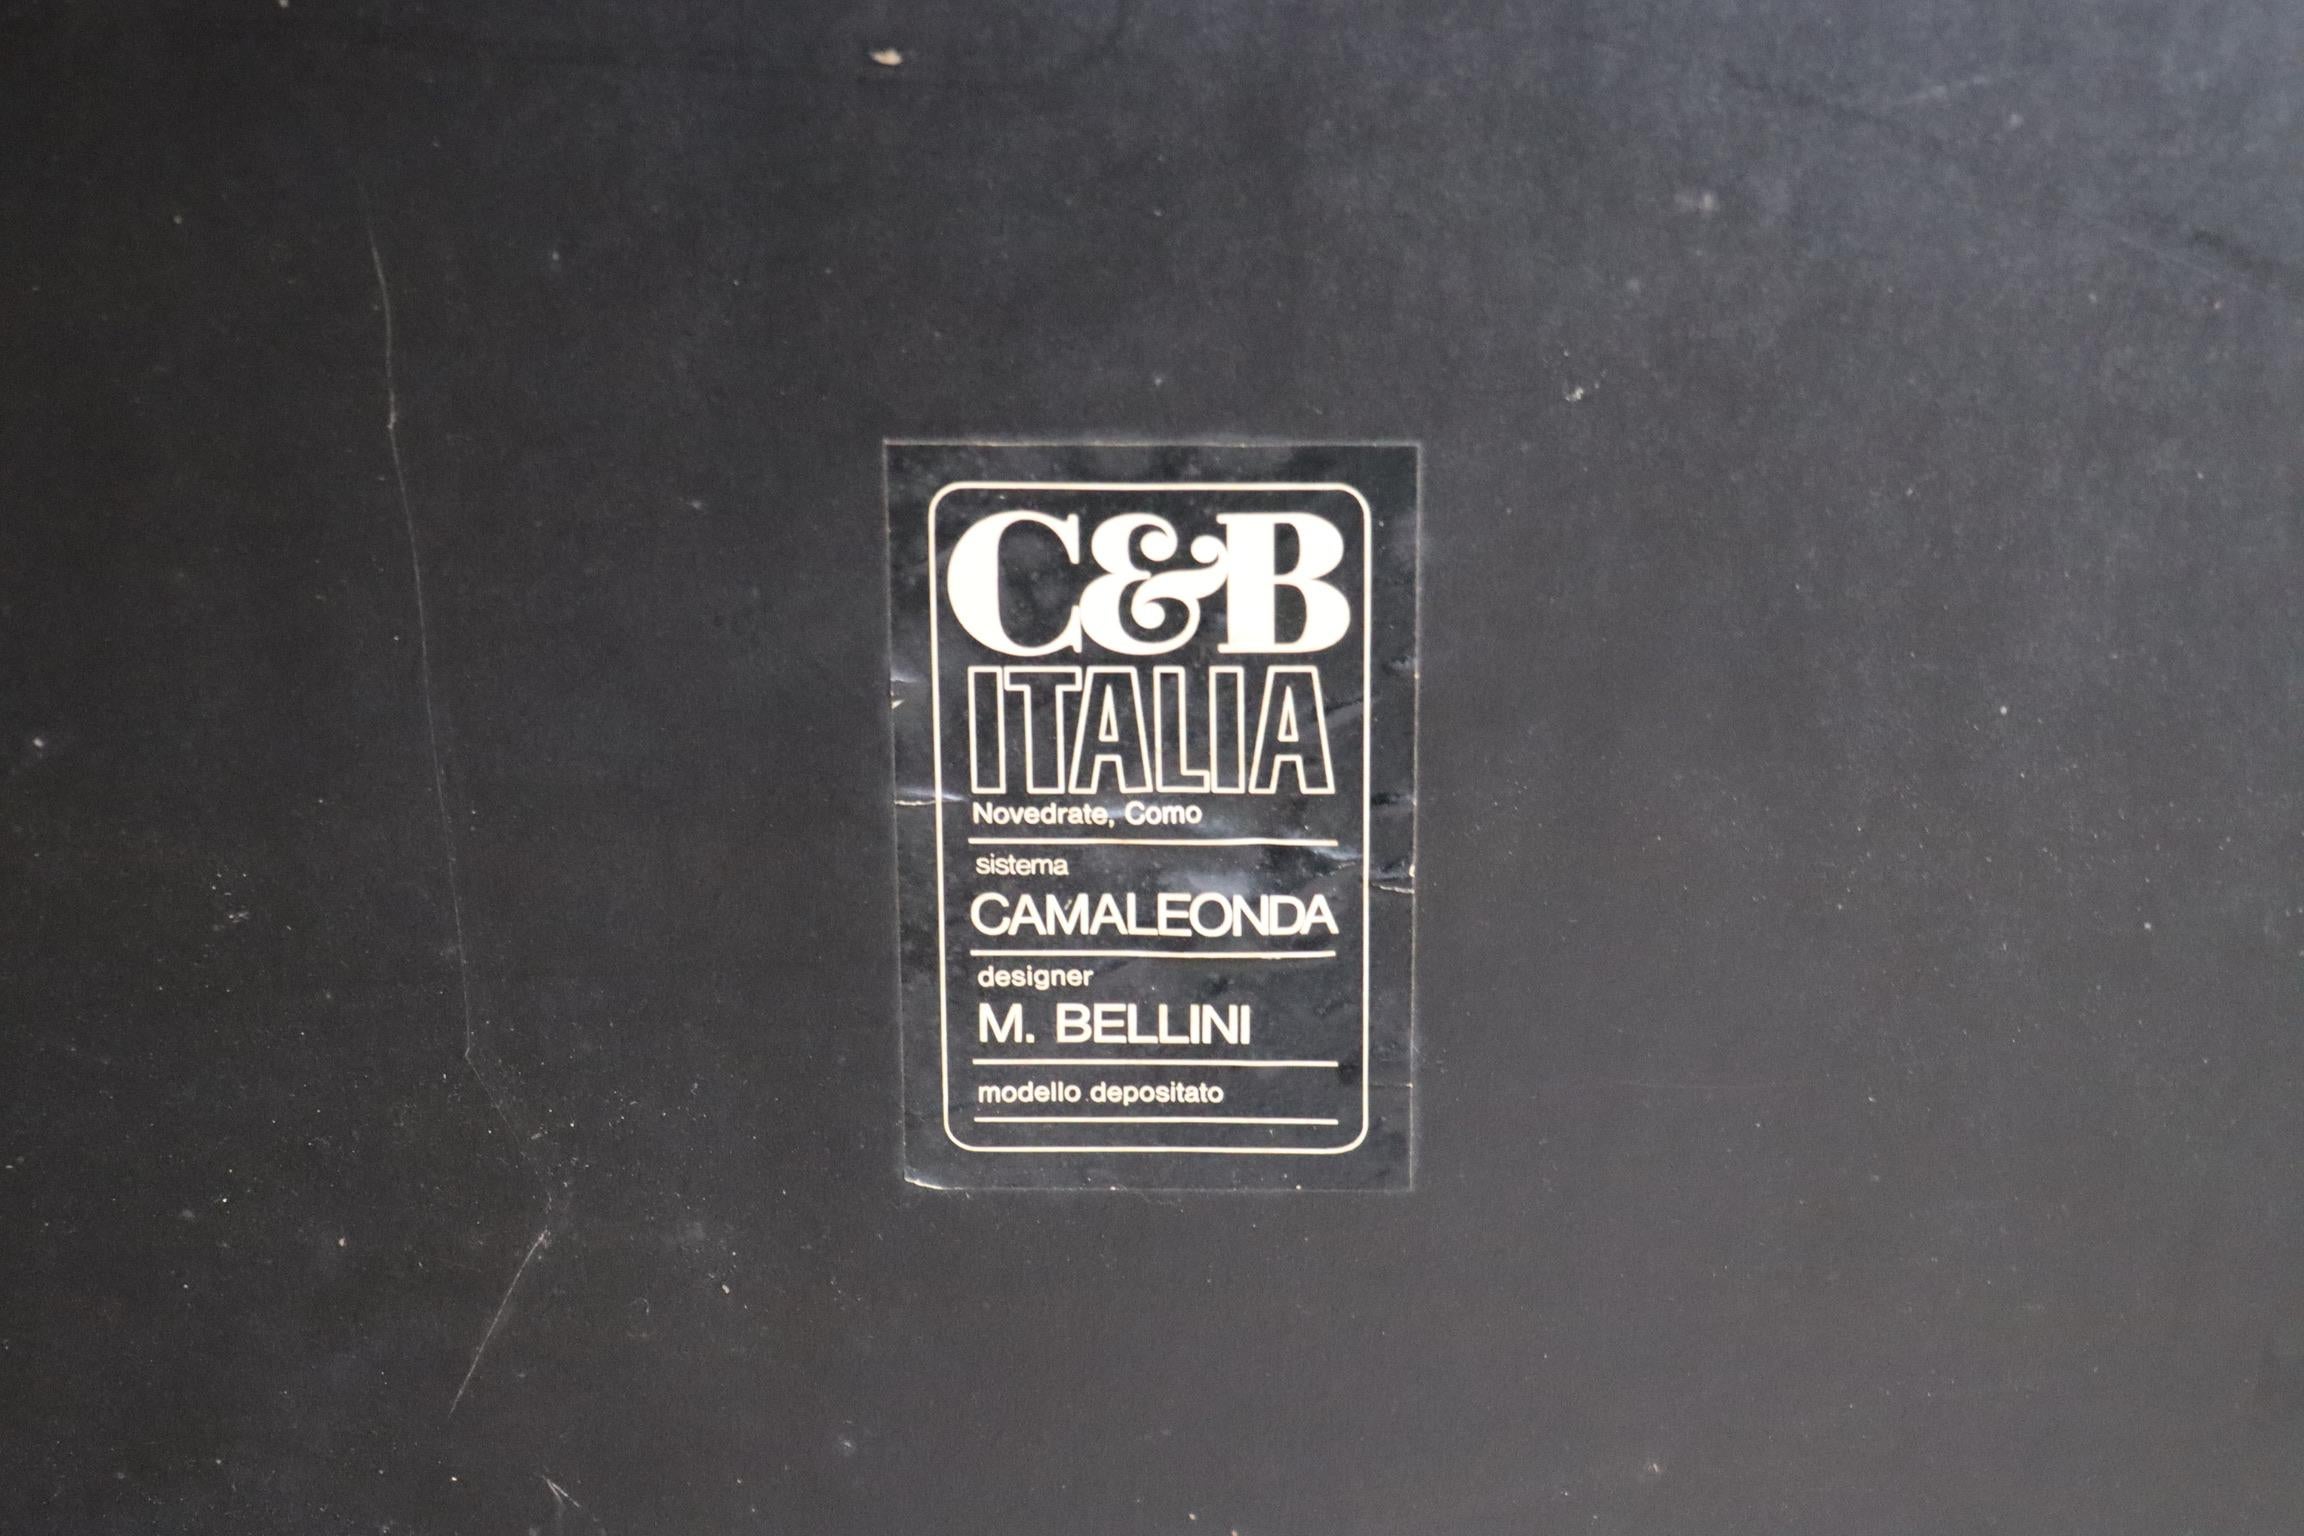 C&B
ITALIA
Novedrate, Como
sistema
CAMALEONDA
designer
M. BELLINI
modello depositato